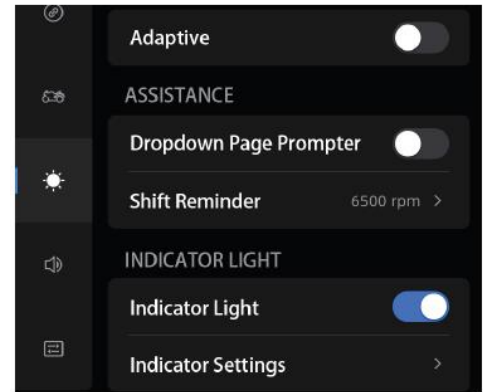 Adaptive
ASSISTANCE
Dropdown Page Prompter
Shift Reminder 6500 rpm >
INDICATOR LIGHT
Indicator Light
Indicator Settings >